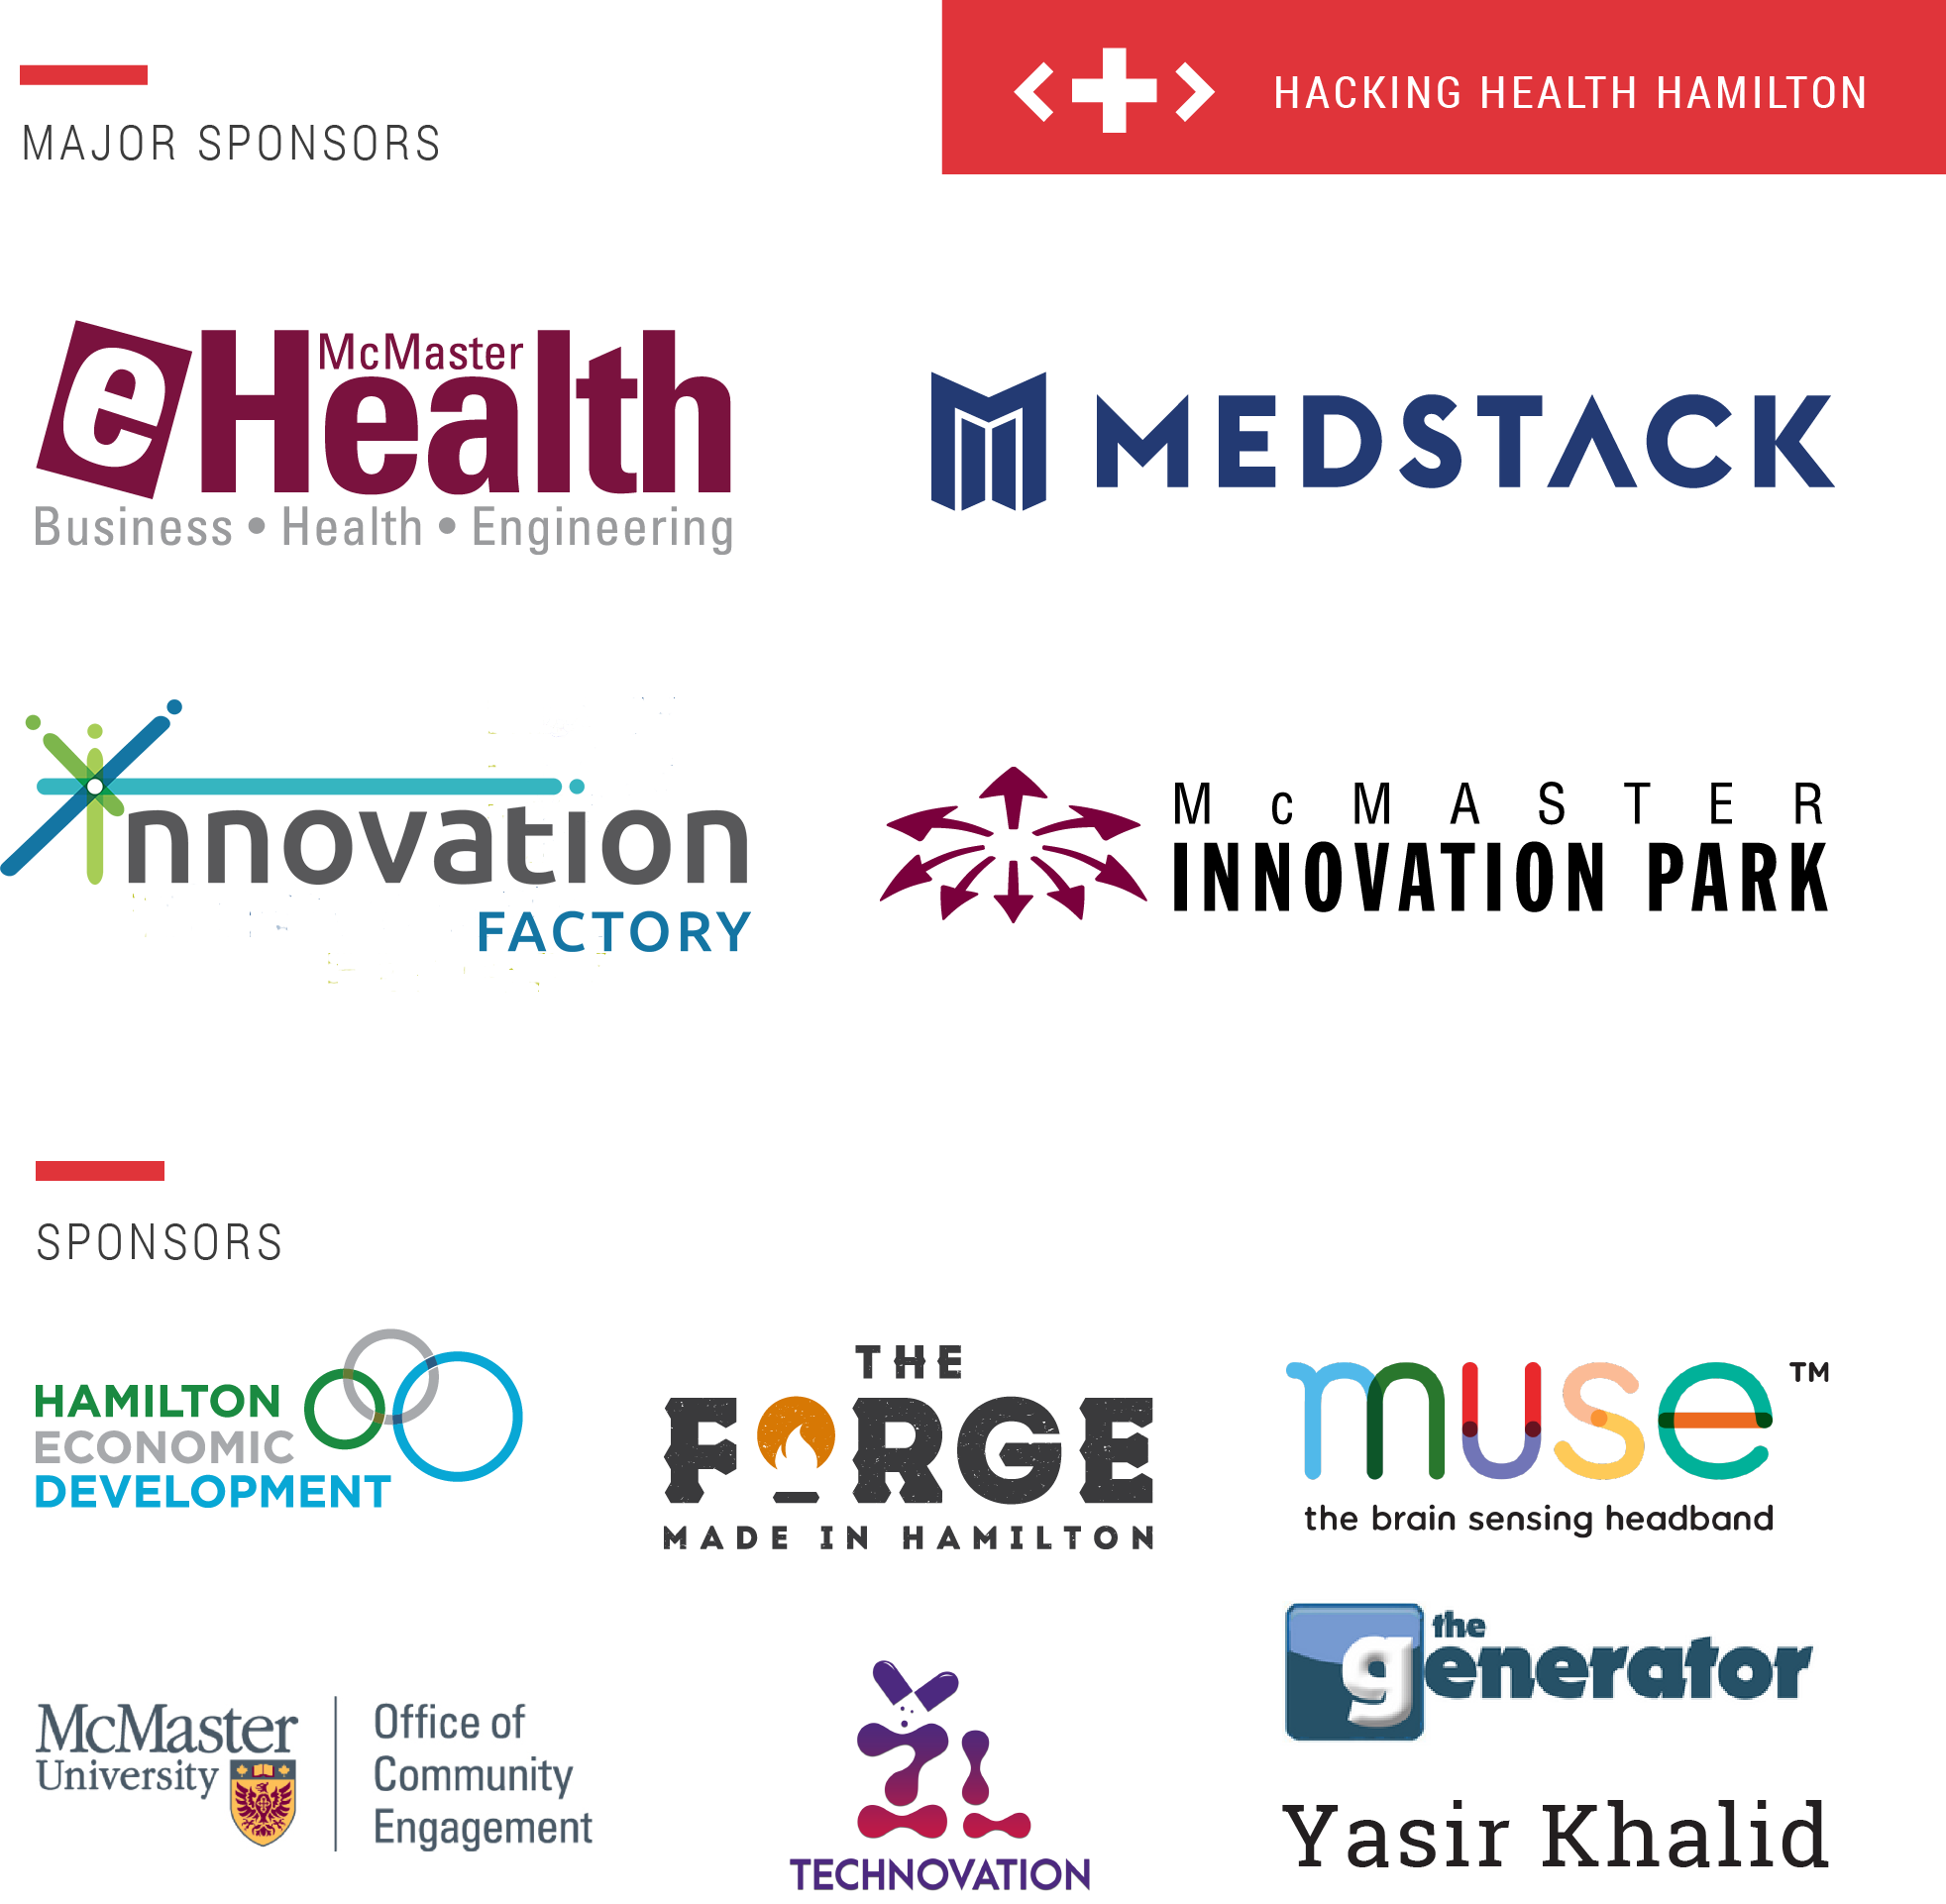 MAJOR SPONSORS
HACKING HEALTH HAMILTON
McMaster
eHealth
Business • Health • Engineering
MEDSTACK
innovation
FACTORY
McMASTER
INNOVATION PARK
SPONSORS
HAMILTON
ECONOMIC
DEVELOPMENT
THE
FORGE
MADE IN HAMILTON
muse™
the brain sensing headband
McMaster
University
Office of
Community
Engagement
TECHNOVATION
the
generator
Yasir Khalid